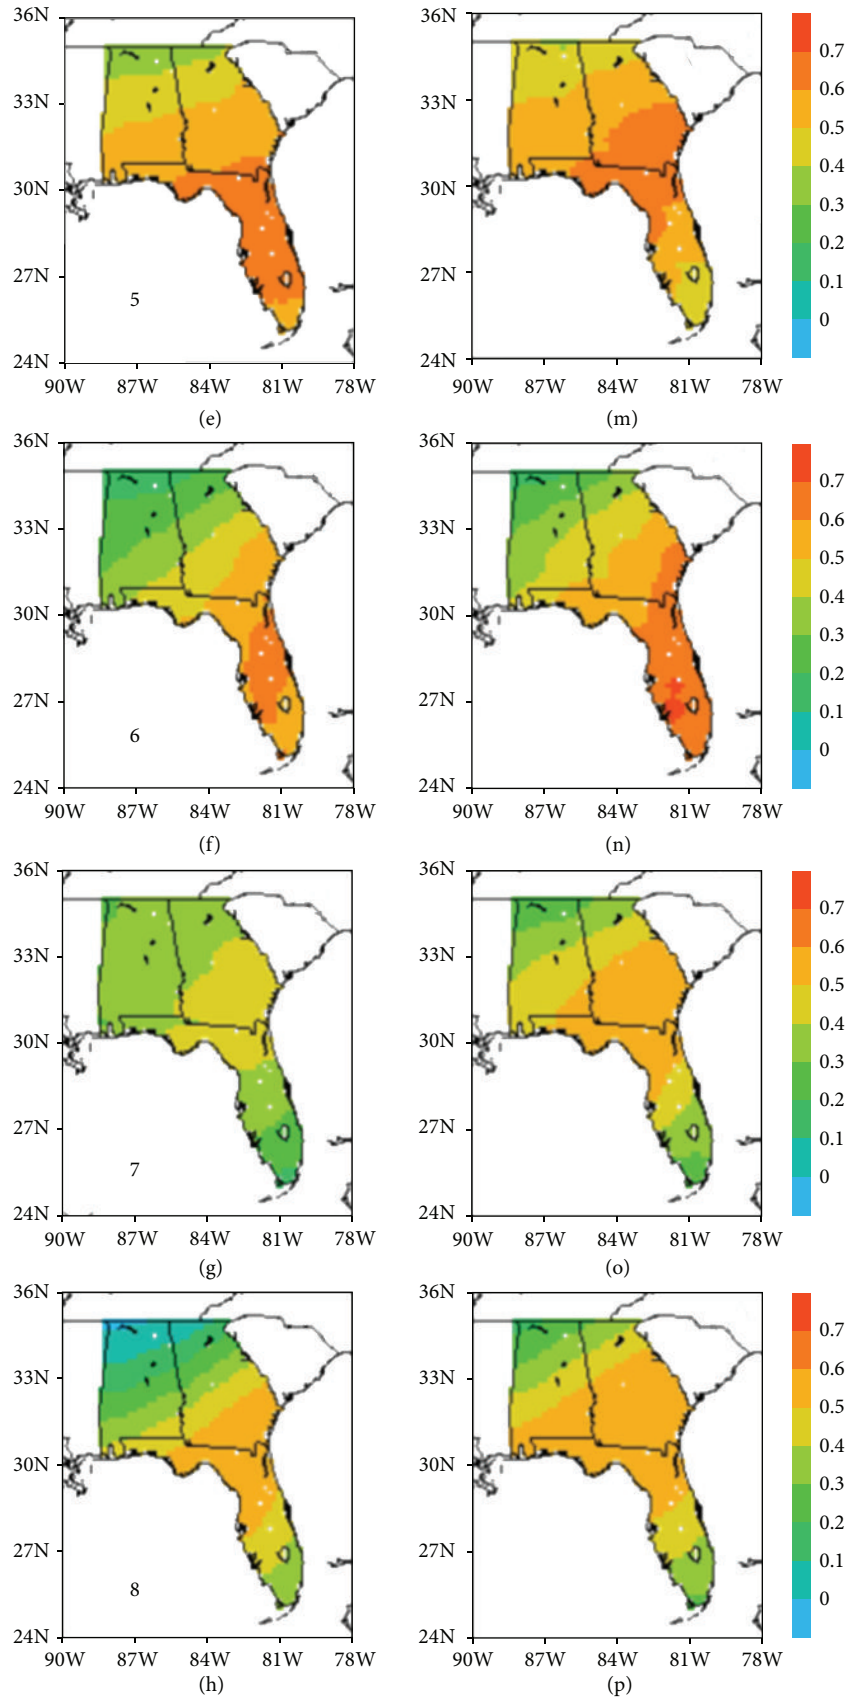 36N
33N
30N
27N
24N
5
90W 87W 84W 81W 78W
(e)
36N
33N
30N
27N
24N
90W 87W 84W 81W 78W
(m)
0.7
0.6
0.5
0.4
0.3
0.2
0.1
0
36N
33N
30N
27N
24N
6
90W 87W 84W 81W 78W
(f)
36N
33N
30N
27N
24N
90W 87W 84W 81W 78W
(n)
0.7
0.6
0.5
0.4
0.3
0.2
0.1
0
36N
33N
30N
27N
24N
7
90W 87W 84W 81W 78W
(g)
36N
33N
30N
27N
24N
90W 87W 84W 81W 78W
(o)
0.7
0.6
0.5
0.4
0.3
0.2
0.1
0
36N
33N
30N
27N
24N
8
90W 87W 84W 81W 78W
(h)
36N
33N
30N
27N
24N
90W 87W 84W 81W 78W
(p)
0.7
0.6
0.5
0.4
0.3
0.2
0.1
0